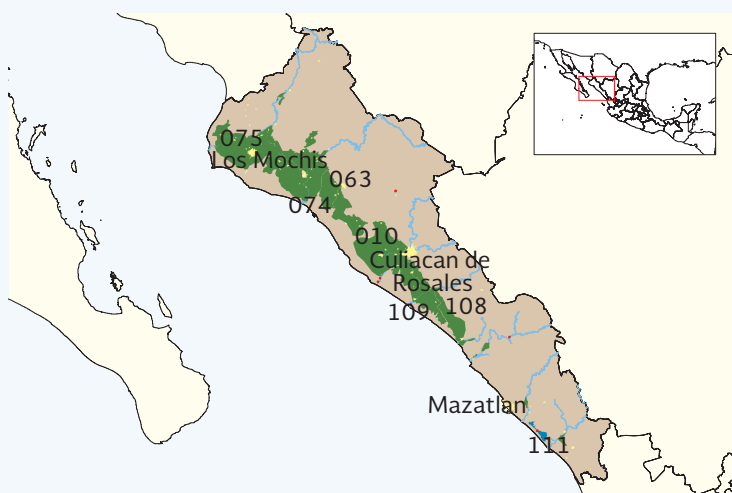 075
Los Mochis
063
074
010
Culiacan de
Rosales
109
108
Mazatlan
111